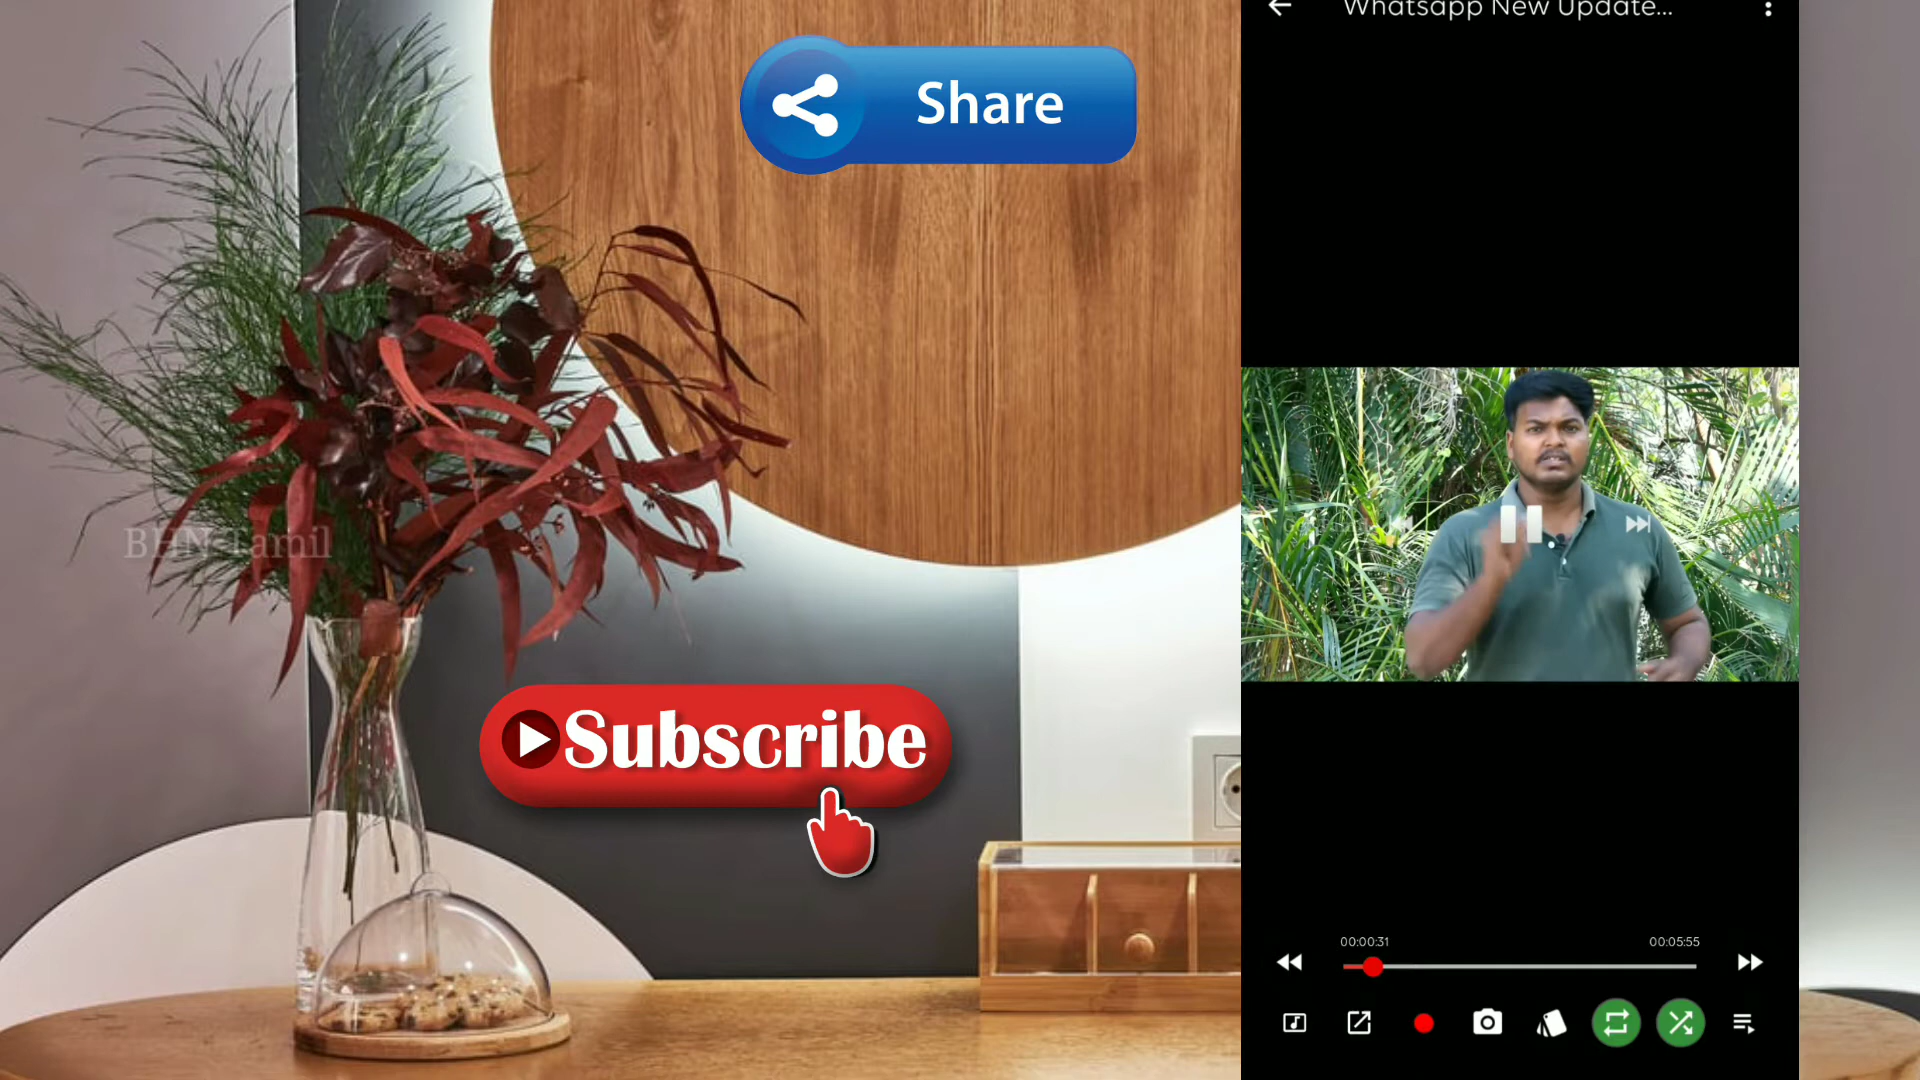 Whatsapp New Update...
Share
BHN Tamil
Subscribe
00:00:31
00:05:55